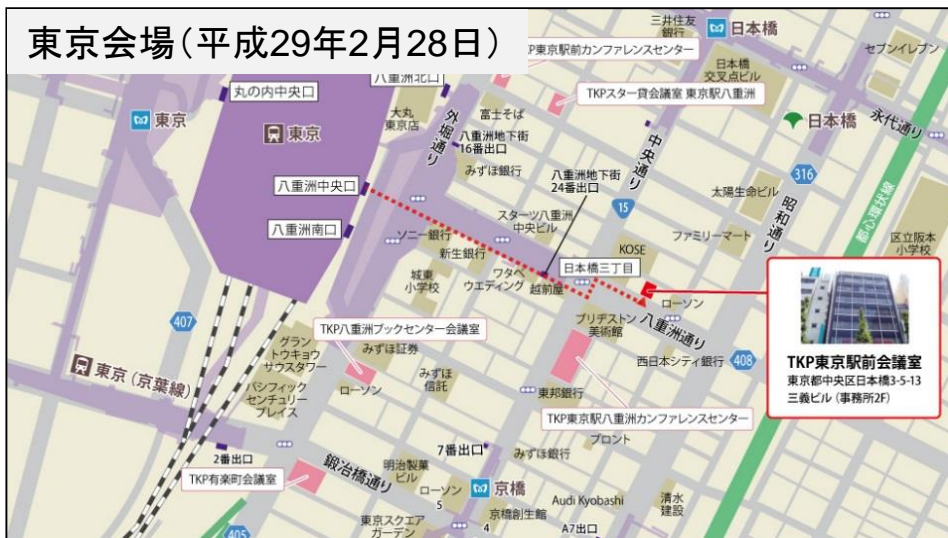 東京会場（平成29年2月28日）
三井住友
銀行
日本橋
セブンイレブン
TKP東京駅前カンファレンスセンター
日本橋
交叉点ビル
八重洲北口
丸の内中央口
TKPスター貸会議室 東京駅八重洲
永代通り
東京
東京
大丸
東京店
外堀通り
富士そば
中央通り
日本橋
八重洲地下街
16番出口
みずほ銀行
八重洲地下街
24番出口
316
八重洲中央口
太陽生命ビル
昭和通り
都心環状線
15
スターツ八重洲
中央ビル
八重洲南口
ソニー銀行
KOSE
ファミリーマート
区立阪本
小学校
新生銀行
日本橋三丁目
城東
小学校
ワタベ
ウエディング
越前屋
ローソン
八重洲通り
ブリヂストン
美術館
407
TKP八重洲ブックセンター会議室
グラン
トウキョウ
サウスタワー
みずほ証券
西日本シティ銀行
408
TKP東京駅前会議室
東京都中央区日本橋3-5-13
三義ビル（事務所2F）
東京（京葉線）
パシフィック
センチュリー
プレイス
ローソン
みずほ
信託
東邦銀行
TKP東京駅八重洲カンファレンスセンター
プロント
2番出口
7番出口
みずほ銀行
TKP有楽町会議室
鍛冶橋通り
明治製菓
ビル
ローソン
5
京橋
Audi Kyobashi
清水
建設
405
東京スクエア
ガーデン
4
京橋創生館
A7出口